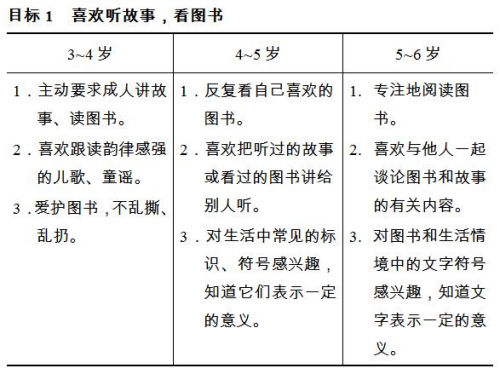 目标1 喜欢听故事，看图书
3~4 岁
4~5 岁
5~6 岁
1．主动要求成人讲故
事、读图书。
2．喜欢跟读韵律感强
的儿歌、童谣。
3．爱护图书，不乱撕、
乱扔。
1．反复看自己喜欢的
图书。
2．喜欢把听过的故事
或看过的图书讲给
别人听。
3．对生活中常见的标
识、符号感兴趣，
知道它们表示一定
的意义。
1. 专注地阅读图
书。
2. 喜欢与他人一起
谈论图书和故事
的有关内容。
3. 对图书和生活情
境中的文字符号
感兴趣，知道文
字表示一定的意
义。